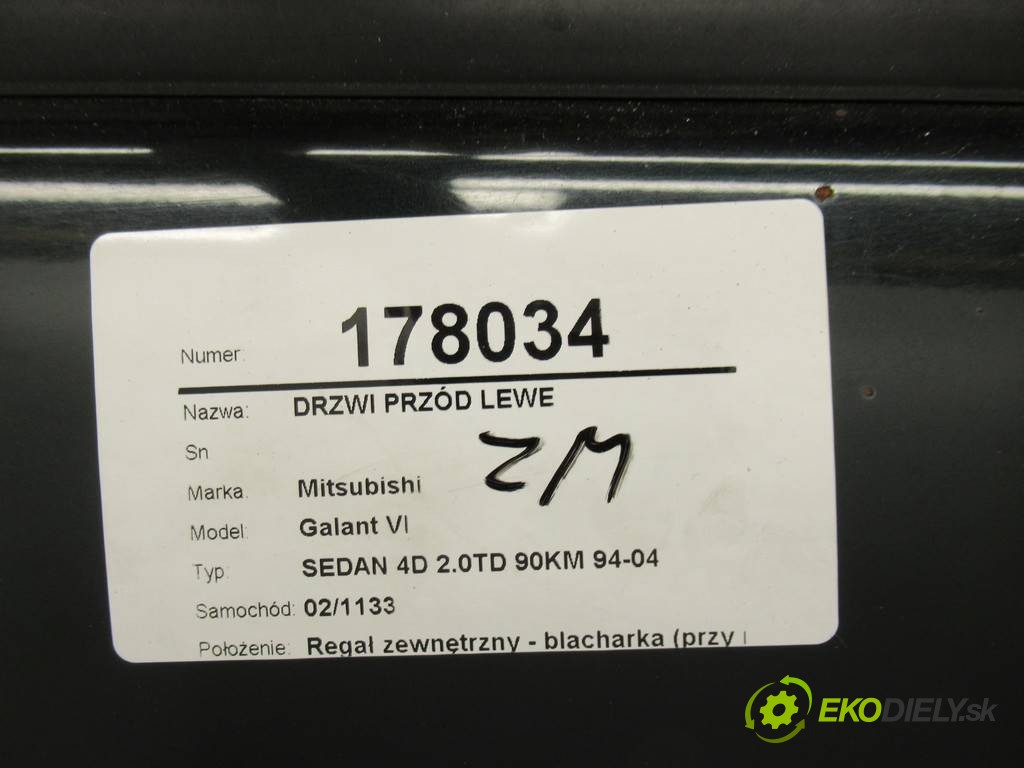 Numer: 178034
Nazwa: DRZWI PRZÓD LEWE
Sn
ZM
Marka: Mitsubishi
Model: Galant VI
Typ: SEDAN 4D 2.0TD 90KM 94-04
Samochód: 02/1133
Położenie: Regał zewnętrzny - blacharka (przy
EKODIELY.sk